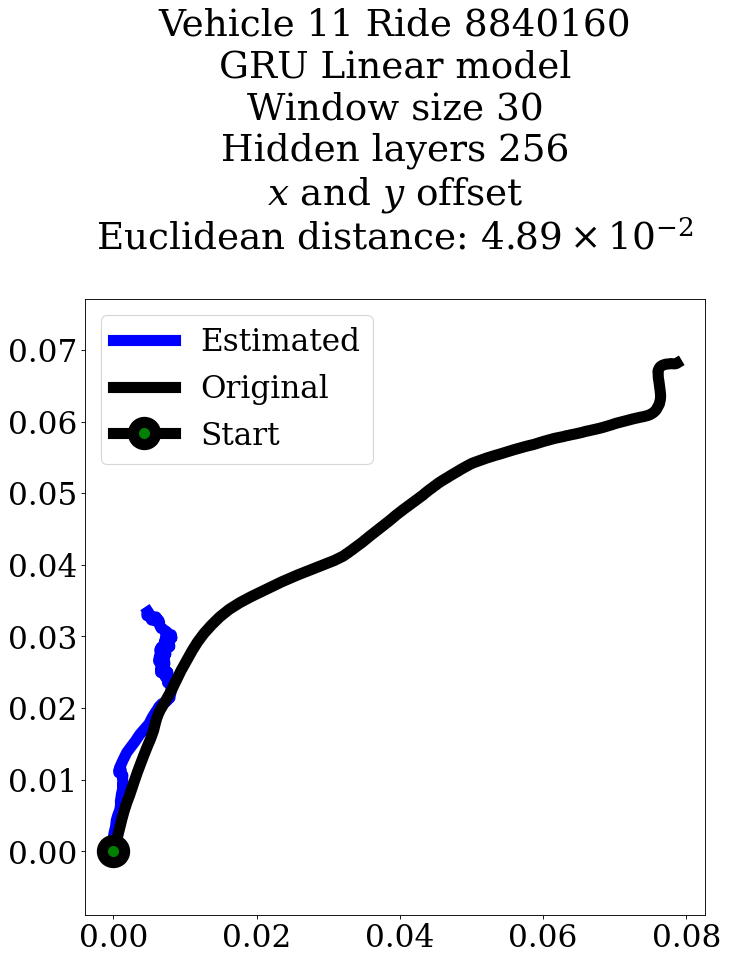 Vehicle 11 Ride 8840160
GRU Linear model
Window size 30
Hidden layers 256
x and y offset
Euclidean distance: 4.89 × 10⁻²
Estimated
Original
Start
0.07
0.06
0.05
0.04
0.03
0.02
0.01
0.00
0.00 0.02 0.04 0.06 0.08